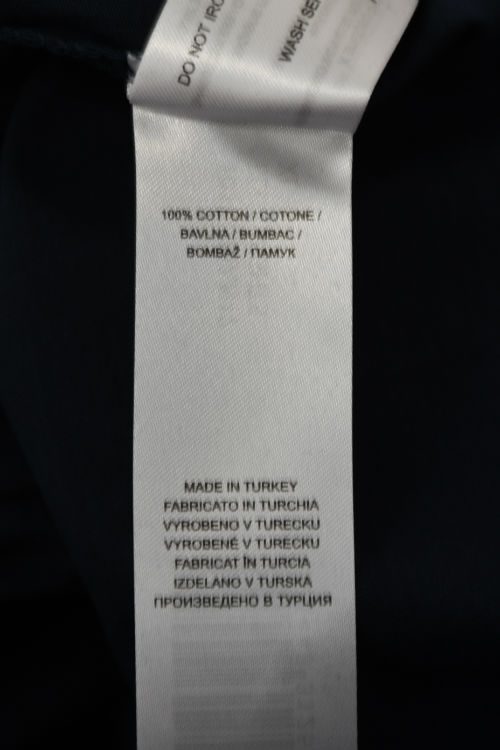 DO NOT IRO
WASH SE
100% COTTON / COTONE /
BAVLNA / BUMBAC /
BOMBAŽ / ПАМУК
MADE IN TURKEY
FABRICATO IN TURCHIA
VYROBENO V TURECKU
VYROBENÉ V TURECKU
FABRICAT ÎN TURCIA
IZDELANO V TURSKA
ПРОИЗВЕДЕНО В ТУРЦИЯ